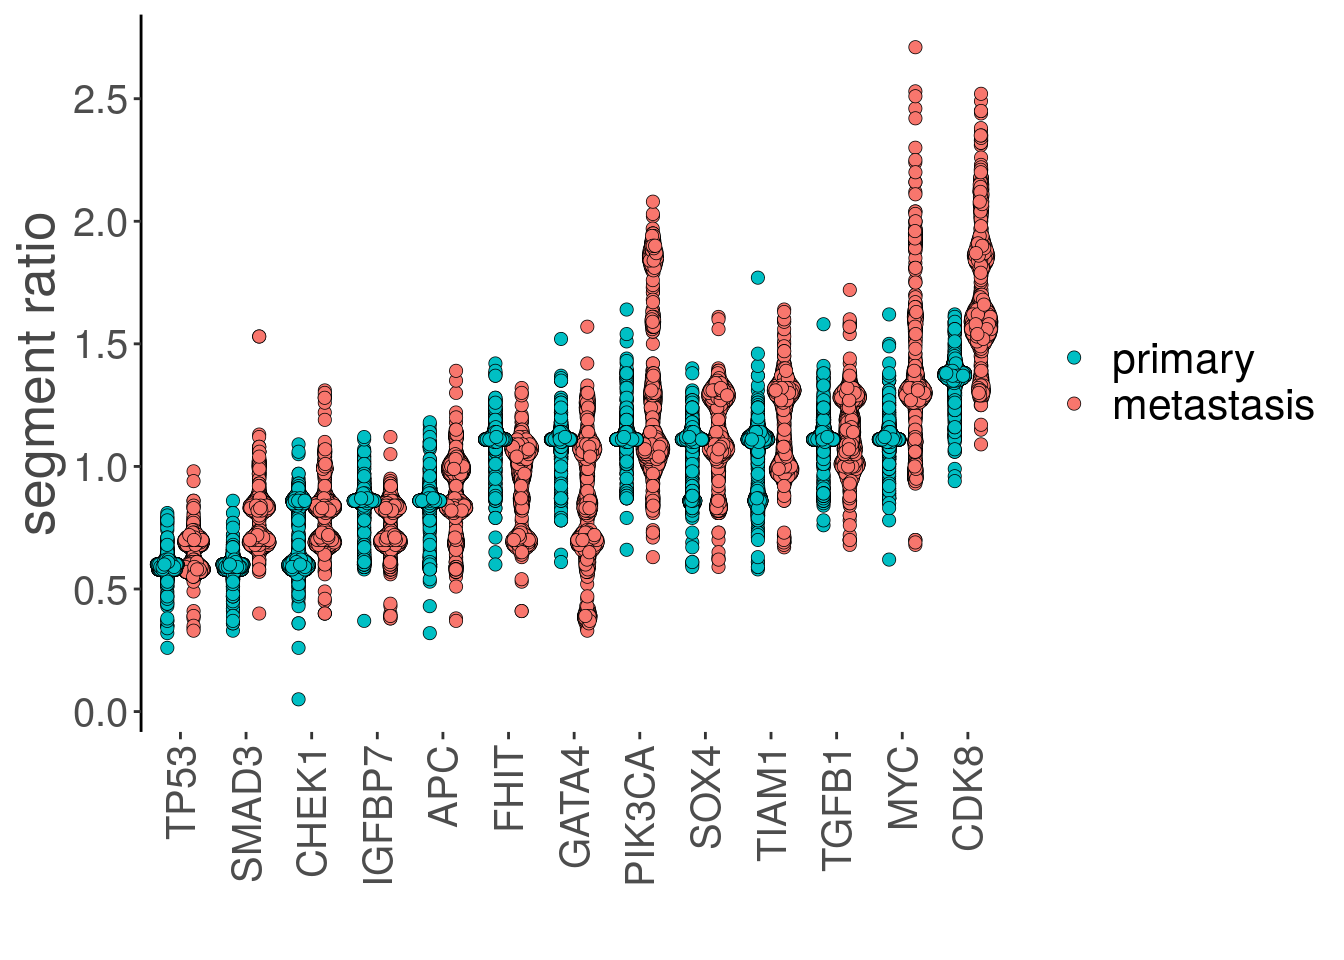 segment ratio
2.5
2.0
1.5
1.0
0.5
0.0
TP53
SMAD3
CHEK1
IGFBP7
APC
FHIT
GATA4
PIK3CA
SOX4
TIAM1
TGFB1
MYC
CDK8
primary
metastasis